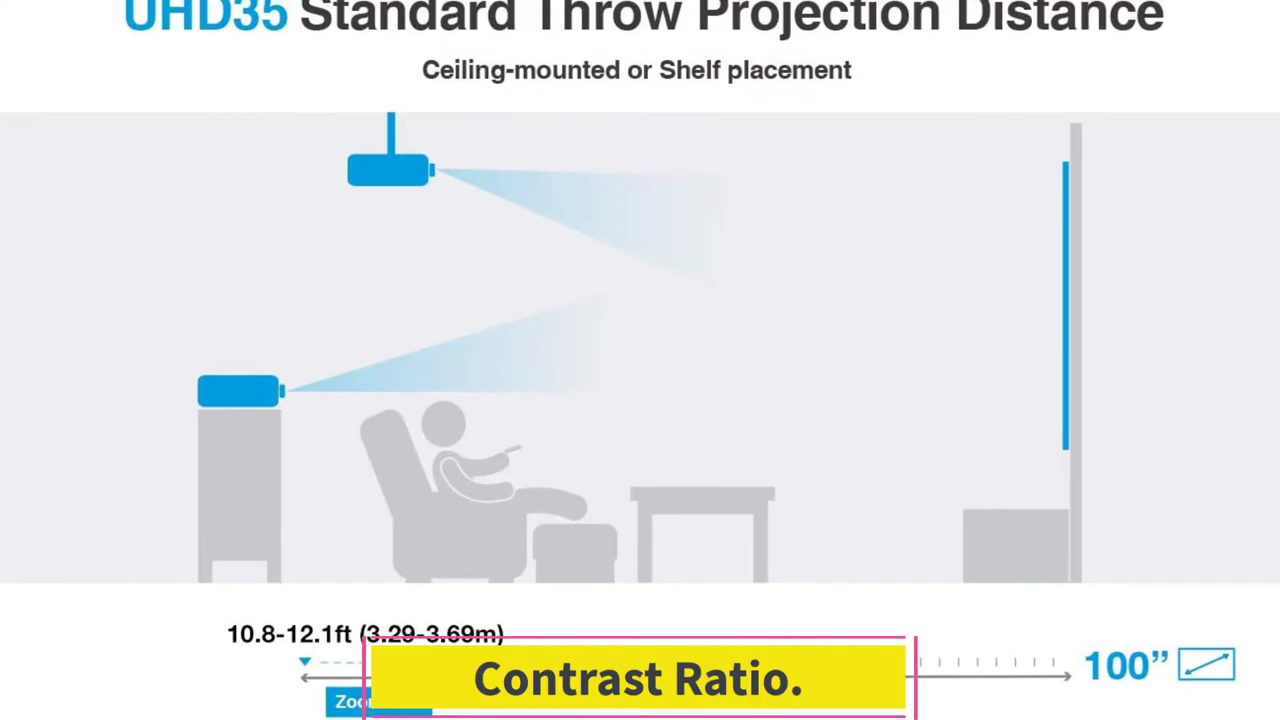 UHD35 Standard Throw Projection Distance
Ceiling-mounted or Shelf placement
10.8-12.1ft (3.29-3.69m)
100”
Contrast Ratio.